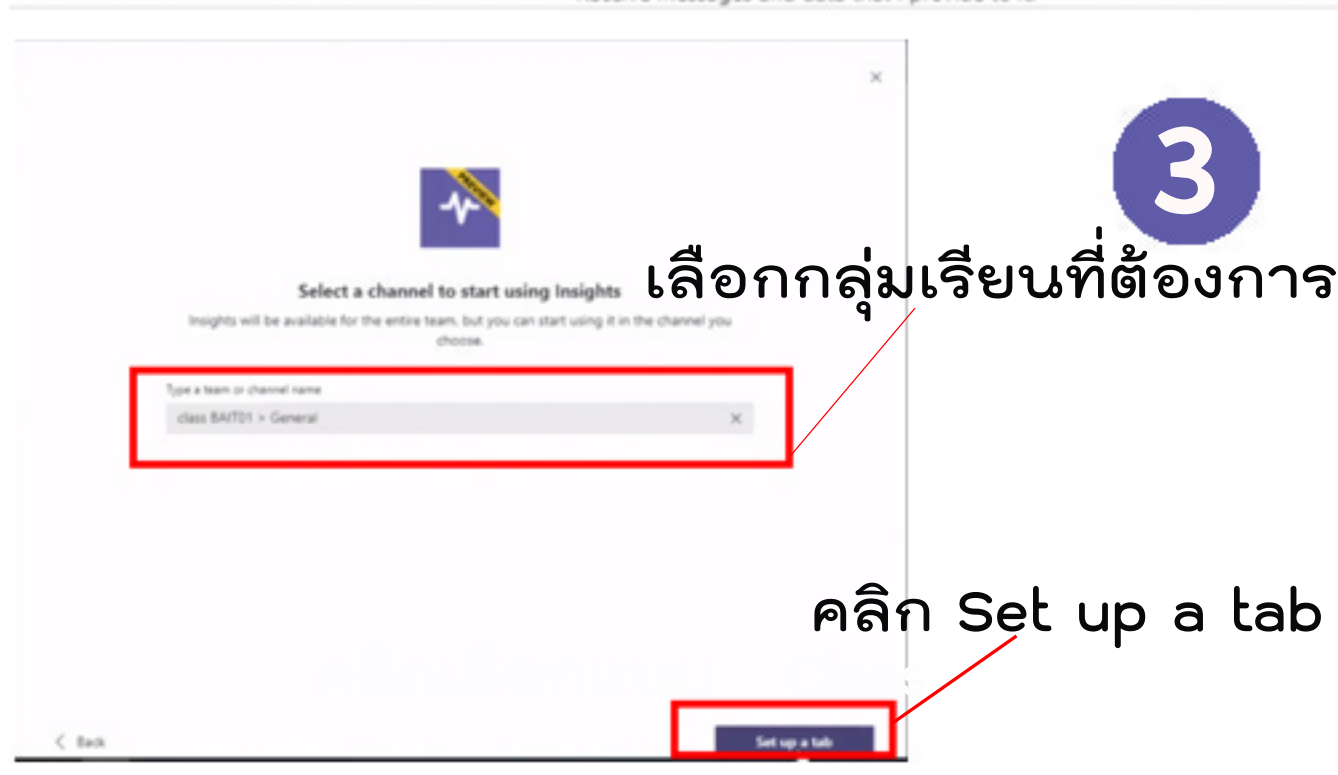 3
PREVIEW
เลือกกลุ่มเรียนที่ต้องการ
Select a channel to start using Insights
Insights will be available for the entire team, but you can start using it in the channel you
choose.
Type a team or channel name
class BAIT01 > General
คลิก Set up a tab
Back
Set up a tab